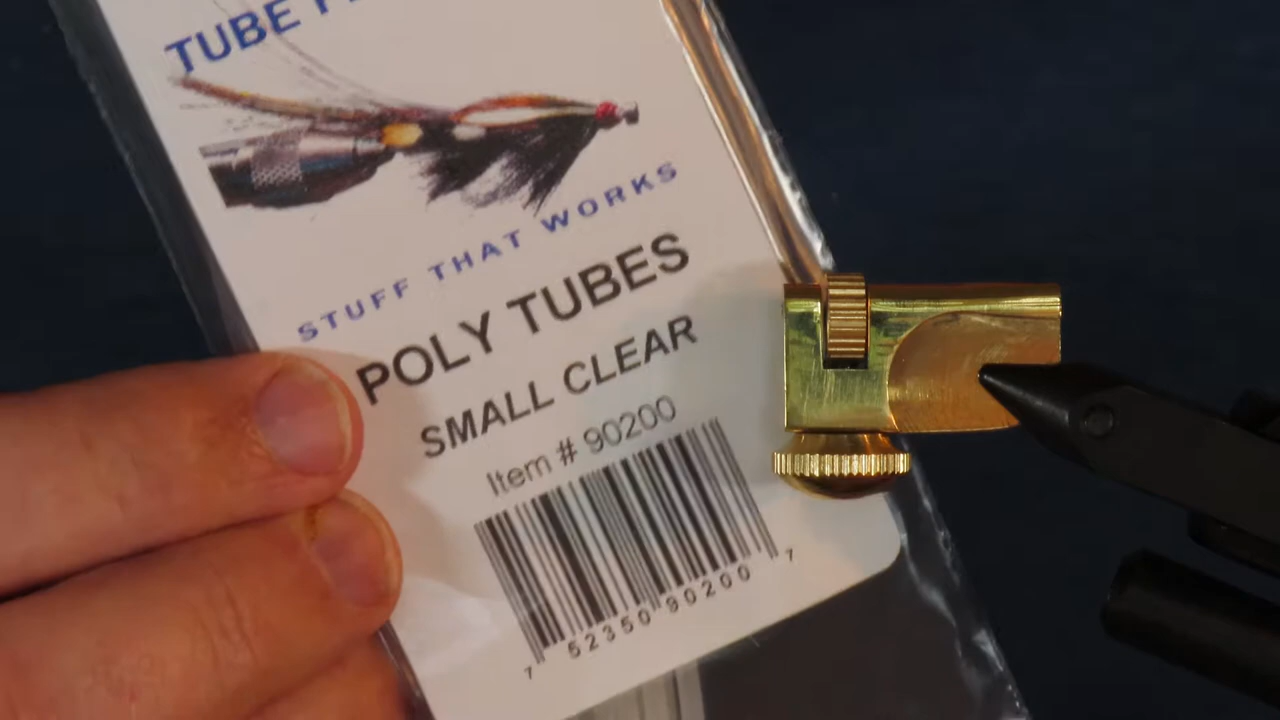 TUBE
STUFF THAT WORKS
POLY TUBES
SMALL CLEAR
Item # 90200
7 52350 90200 7